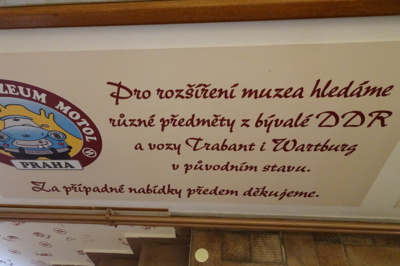 LEUM MOTOL
PRAHA
Pro rozšíření muzea hledáme
různé předměty z bývalé DDR
a vozy Trabant i Wartburg
v původním stavu.
Za případné nabídky předem děkujeme.